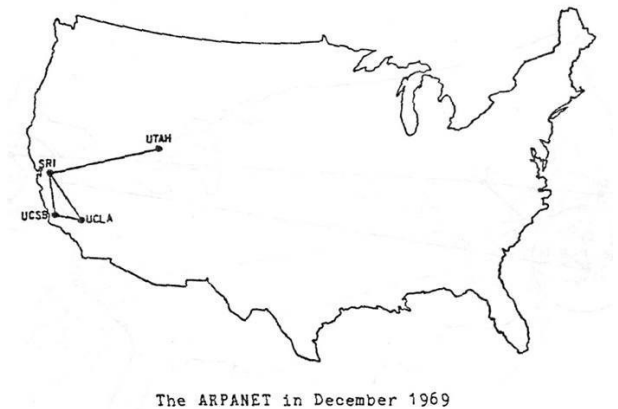 UTAH
SRI
UCSB
UCLA
The ARPANET in December 1969